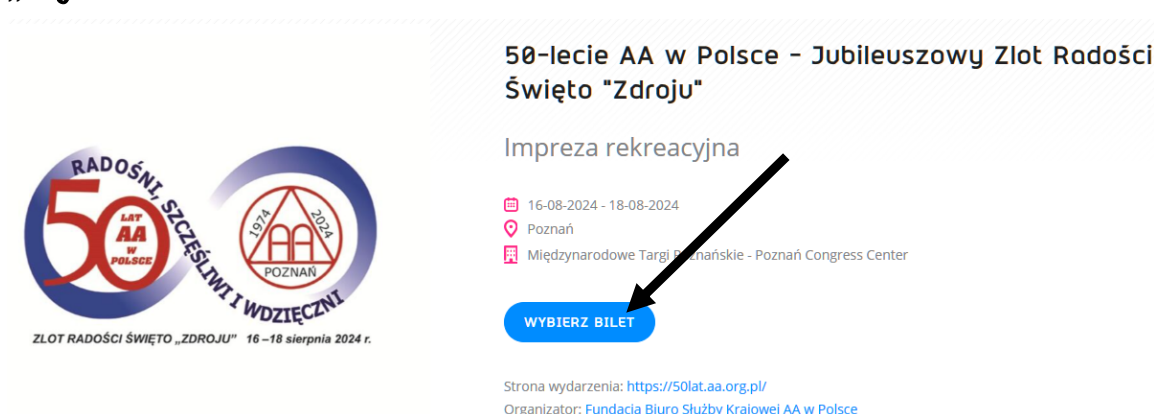 50-lecie AA w Polsce - Jubileuszowy Zlot Radości
Święto "Zdroju"
Impreza rekreacyjna
16-08-2024 - 18-08-2024
Poznań
Międzynarodowe Targi Poznańskie - Poznań Congress Center
WYBIERZ BILET
Strona wydarzenia: https://50lat.aa.org.pl/
Organizator: Fundacja Biuro Służby Krajowej AA w Polsce
RADOŚNI, SZCZĘŚLIWI I WDZIĘCZNI
50
LAT
AA
W
POLSCE
1974
2024
AA
POZNAŃ
ZLOT RADOŚCI ŚWIĘTO „ZDROJU” 16 –18 sierpnia 2024 r.